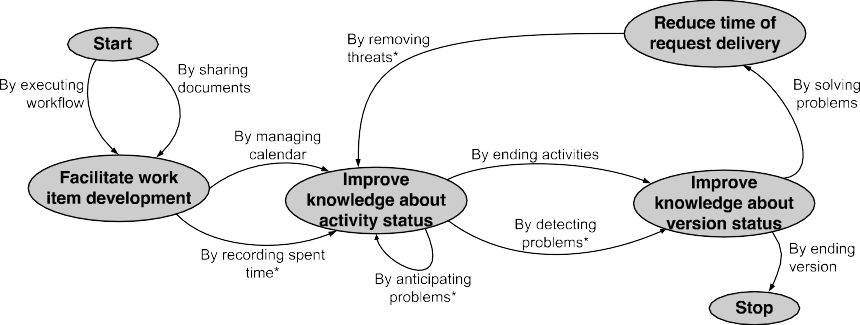 Start
By executing
workflow
By sharing
documents
Facilitate work
item development
By managing
calendar
By recording spent
time*
By removing
threats*
Improve
knowledge about
activity status
By anticipating
problems*
By ending activities
By detecting
problems*
Reduce time of
request delivery
By solving
problems
Improve
knowledge about
version status
By ending
version
Stop